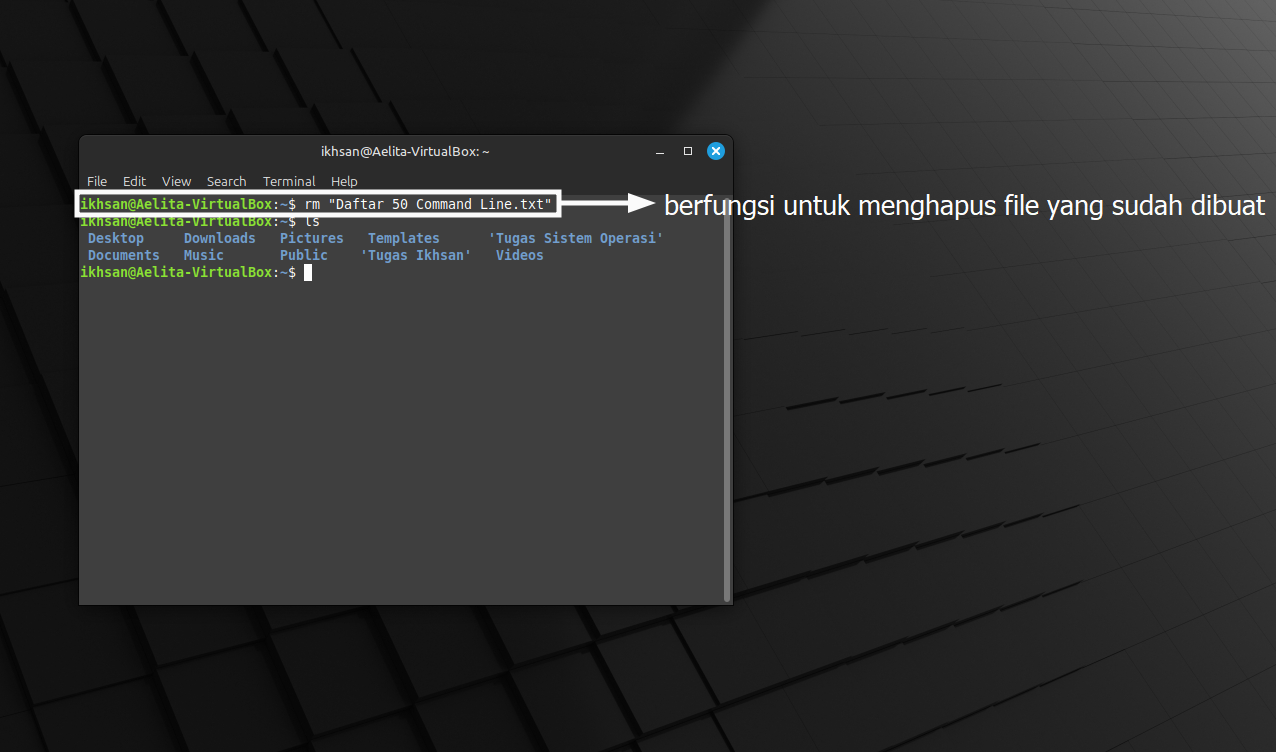 ikhsan@Aelita-VirtualBox: ~
File Edit View Search Terminal Help
ikhsan@Aelita-VirtualBox:~$ rm "Daftar 50 Command Line.txt"
berfungsi untuk menghapus file yang sudah dibuat
ikhsan@Aelita-VirtualBox:~$ ls
Desktop Downloads Pictures Templates 'Tugas Sistem Operasi'
Documents Music Public 'Tugas Ikhsan' Videos
ikhsan@Aelita-VirtualBox:~$